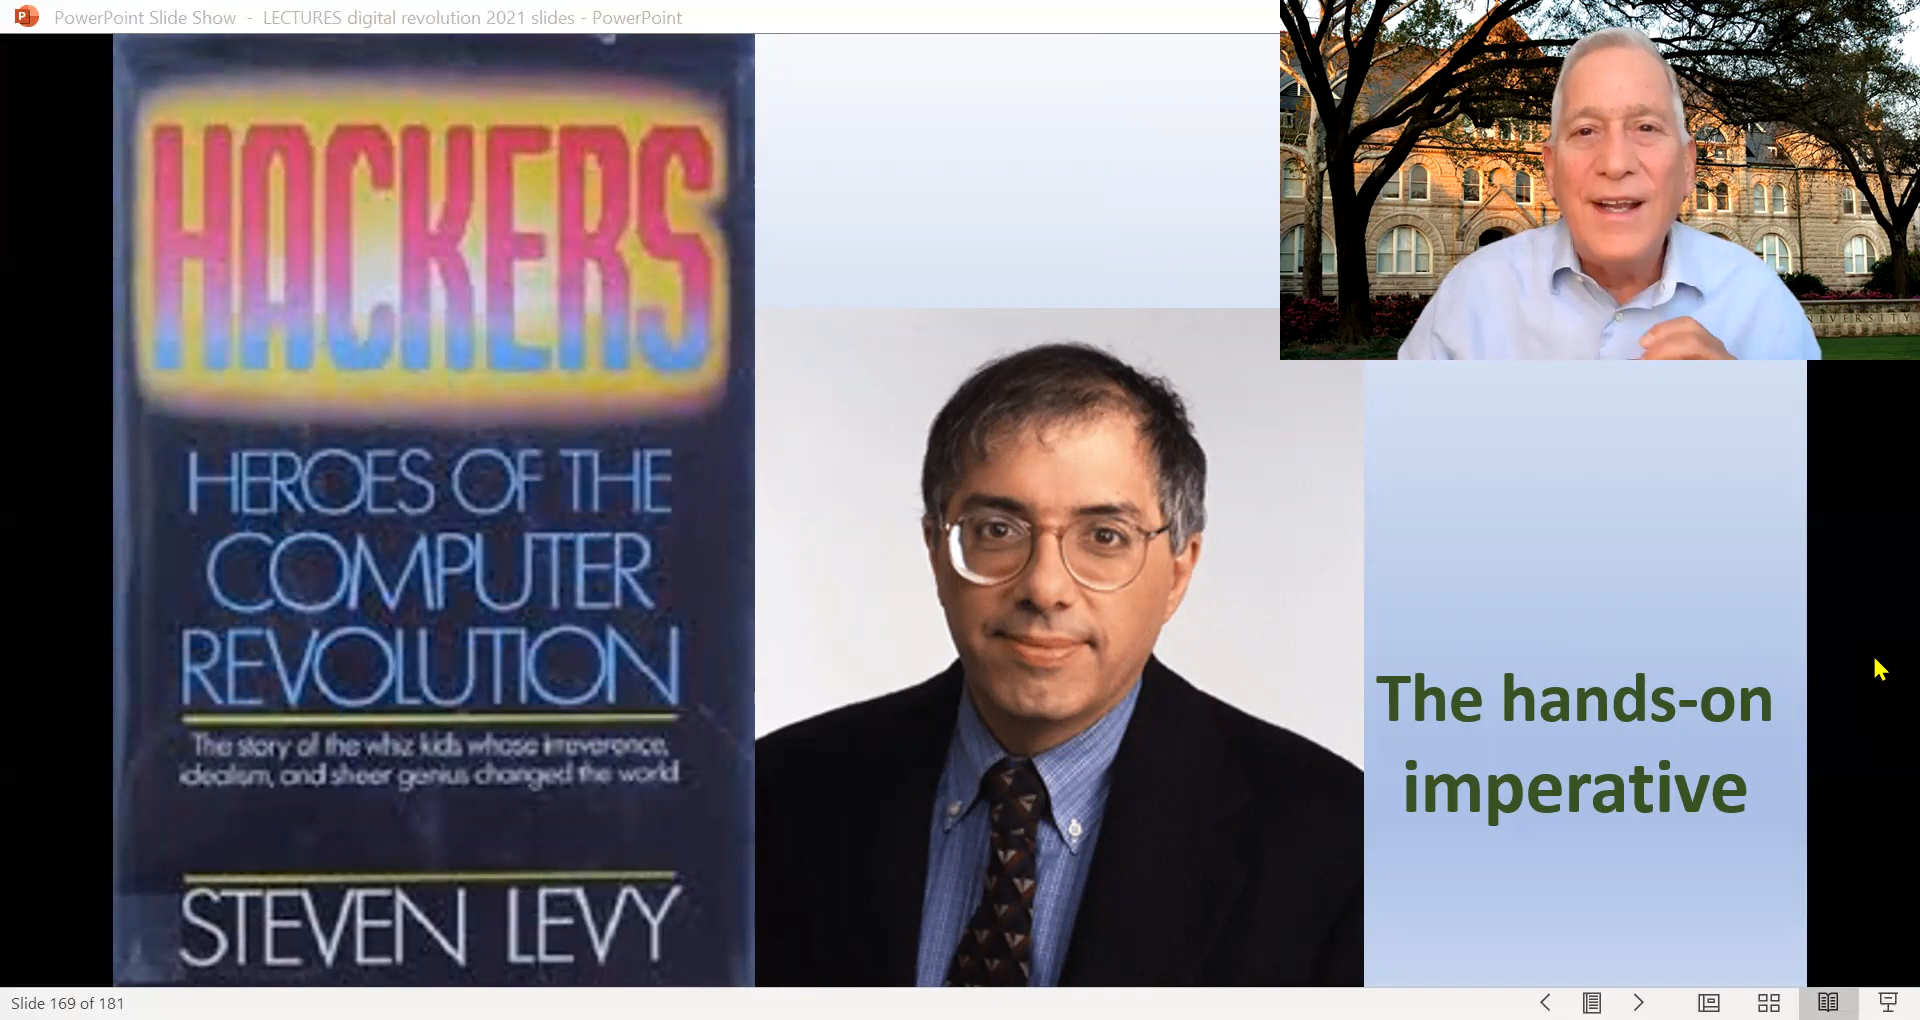 PowerPoint Slide Show - LECTURES digital revolution 2021 slides - PowerPoint
HACKERS
HEROES OF THE
COMPUTER
REVOLUTION
The story of the whiz kids whose irreverence,
idealism, and sheer genius changed the world
STEVEN LEVY
NIVERSITY
The hands-on
imperative
Slide 169 of 181